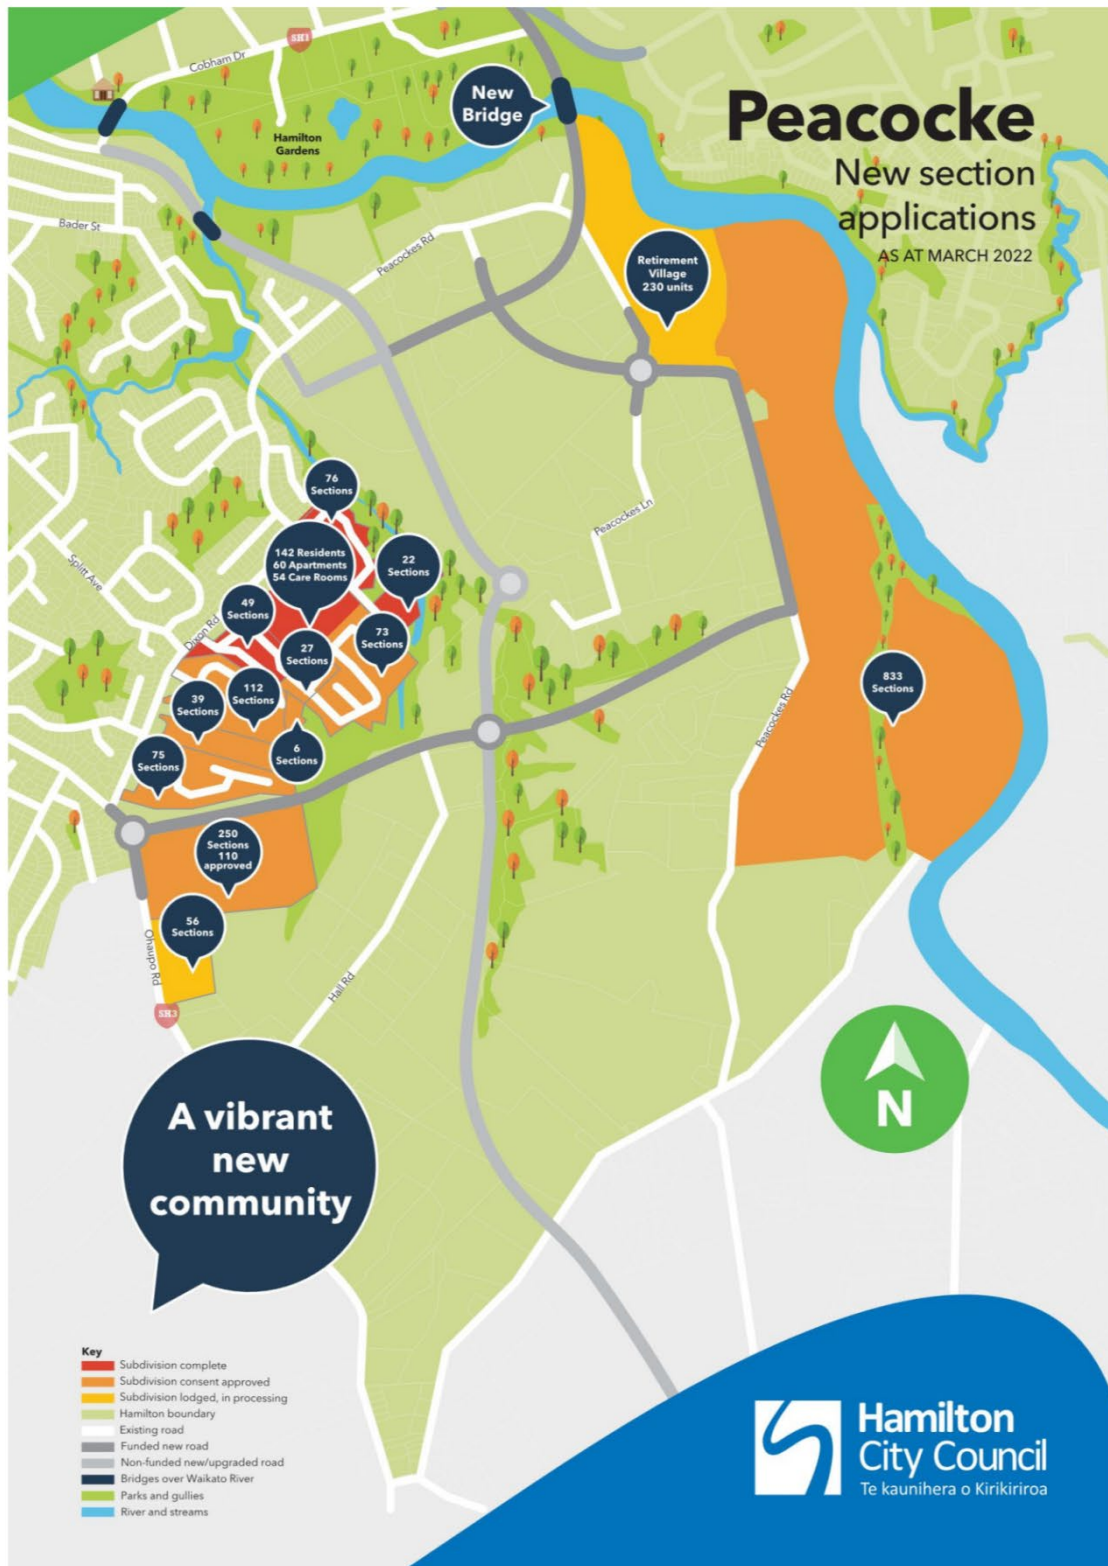 Peacocke
New section
applications
AS AT MARCH 2022
SH3
Cobham Dr
New
Bridge
Hamilton
Gardens
Bader St
Peacockes Rd
Retirement
Village
230 units
76
Sections
Peacockes Ln
142 Residents
60 Apartments
54 Care Rooms
22
Sections
Splitt Ave
49
Sections
Dixon Rd
27
Sections
73
Sections
39
Sections
112
Sections
833
Sections
Peacockes Rd
75
Sections
6
Sections
250
Sections
110
approved
56
Sections
Ohaupo Rd
Hall Rd
SH3
N
A vibrant
new
community
Key
Subdivision complete
Subdivision consent approved
Subdivision lodged, in processing
Hamilton boundary
Existing road
Funded new road
Non-funded new/upgraded road
Bridges over Waikato River
Parks and gullies
River and streams
Hamilton
City Council
Te kaunihera o Kirikiriroa